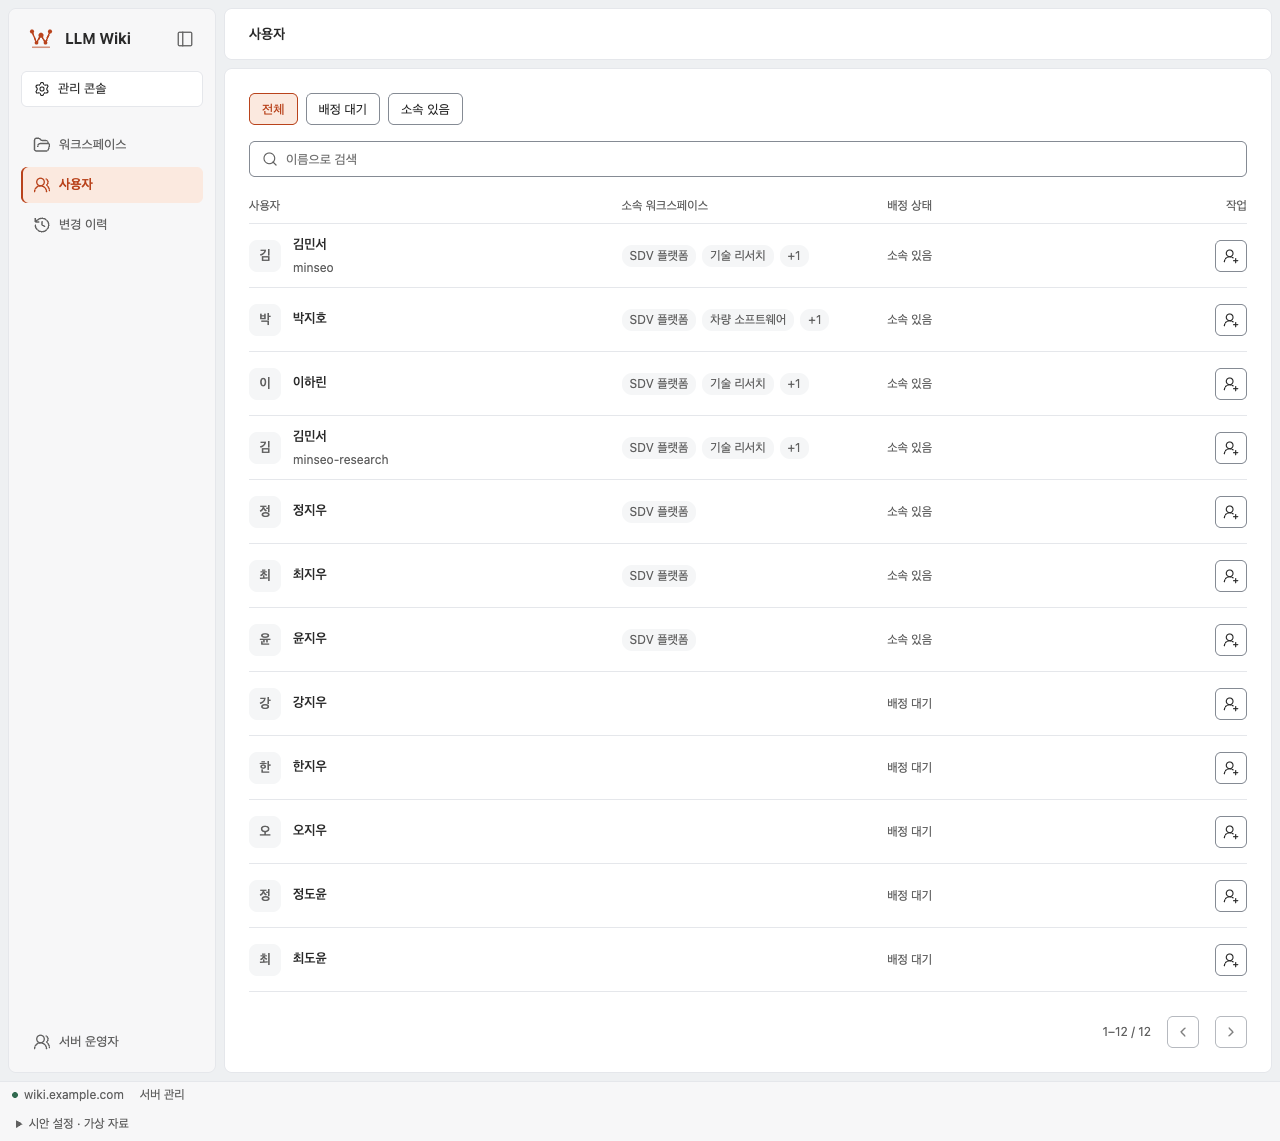 LLM Wiki
관리 콘솔
워크스페이스
사용자
변경 이력
서버 운영자
사용자
전체 배정 대기 소속 있음
이름으로 검색
사용자 소속 워크스페이스 배정 상태 작업
김 김민서 SDV 플랫폼 기술 리서치 +1 소속 있음
minseo
박 박지호 SDV 플랫폼 차량 소프트웨어 +1 소속 있음
이 이하린 SDV 플랫폼 기술 리서치 +1 소속 있음
김 김민서 SDV 플랫폼 기술 리서치 +1 소속 있음
minseo-research
정 정지우 SDV 플랫폼 소속 있음
최 최지우 SDV 플랫폼 소속 있음
윤 윤지우 SDV 플랫폼 소속 있음
강 강지우 배정 대기
한 한지우 배정 대기
오 오지우 배정 대기
정 정도윤 배정 대기
최 최도윤 배정 대기
1–12 / 12
wiki.example.com 서버 관리
시안 설정 · 가상 자료